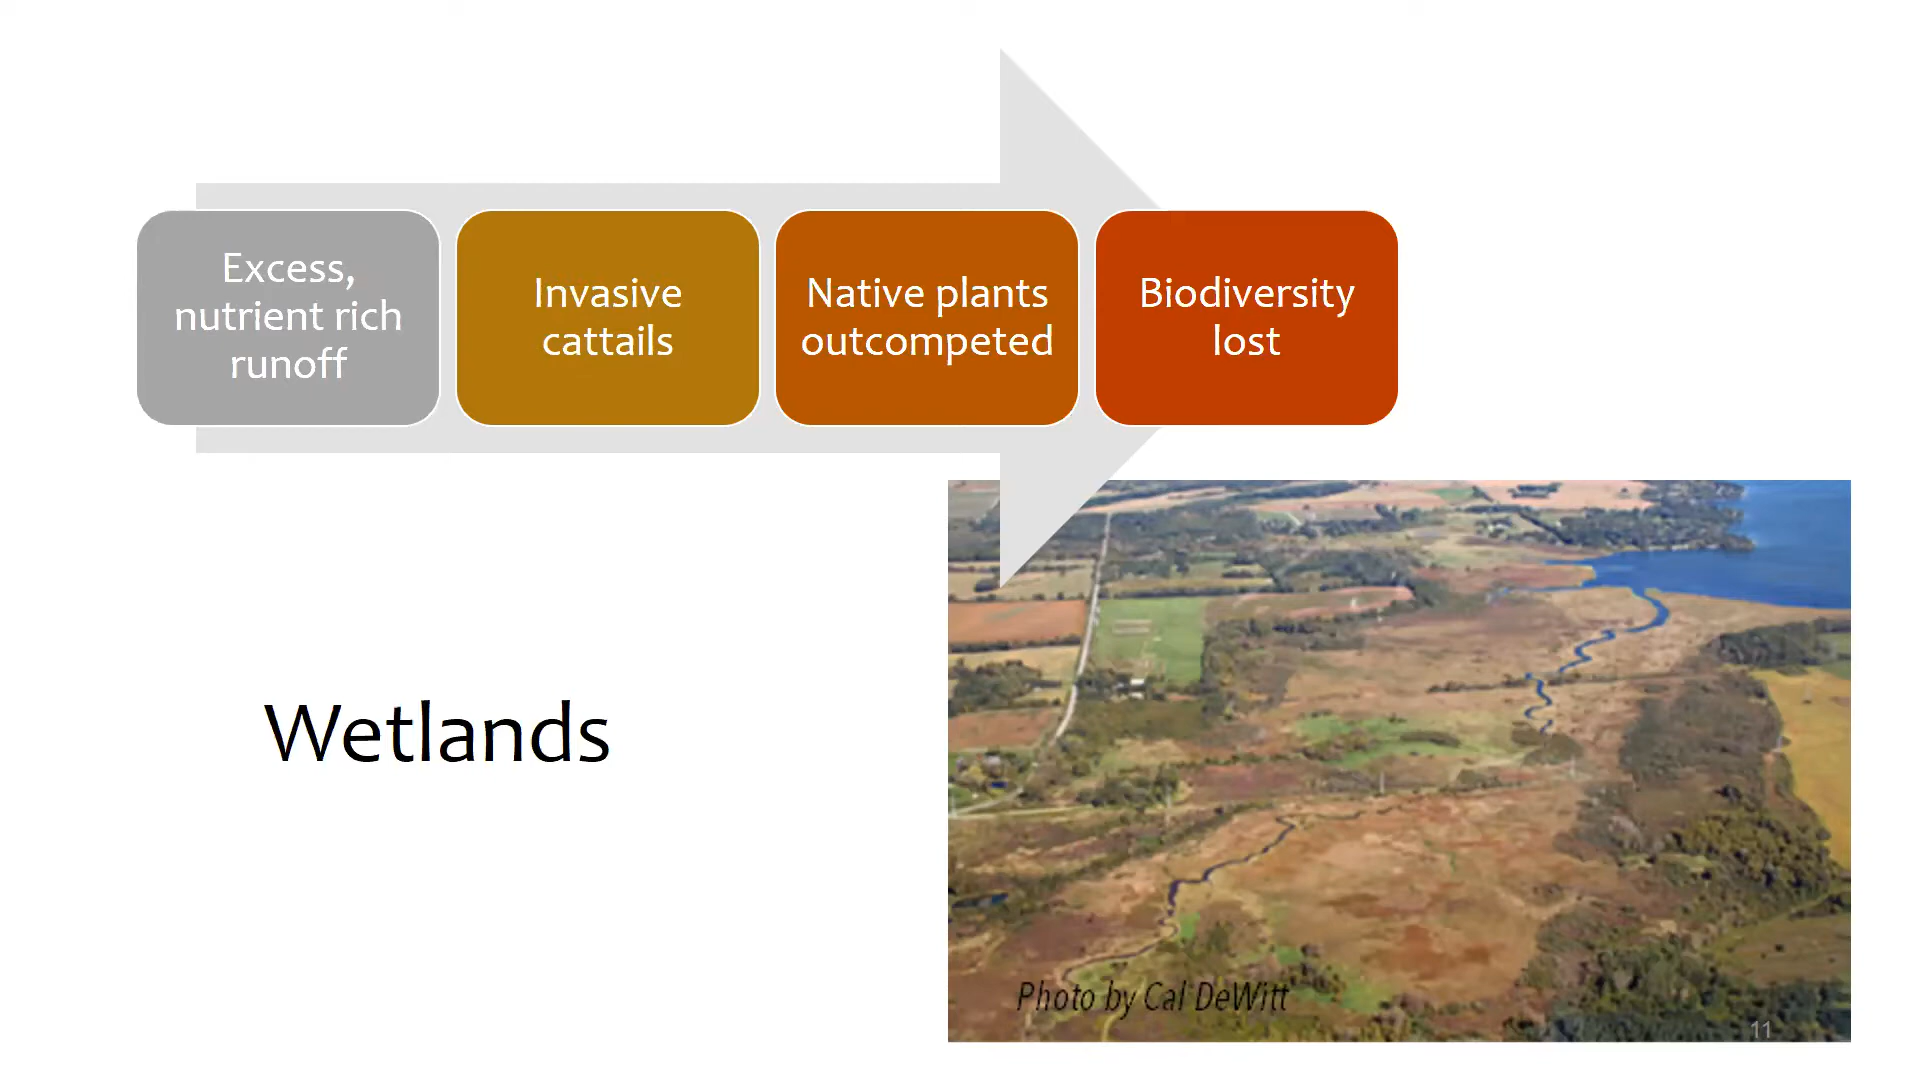 Excess,
nutrient rich
runoff
Invasive
cattails
Native plants
outcompeted
Biodiversity
lost
Wetlands
Photo by Cal DeWitt
11